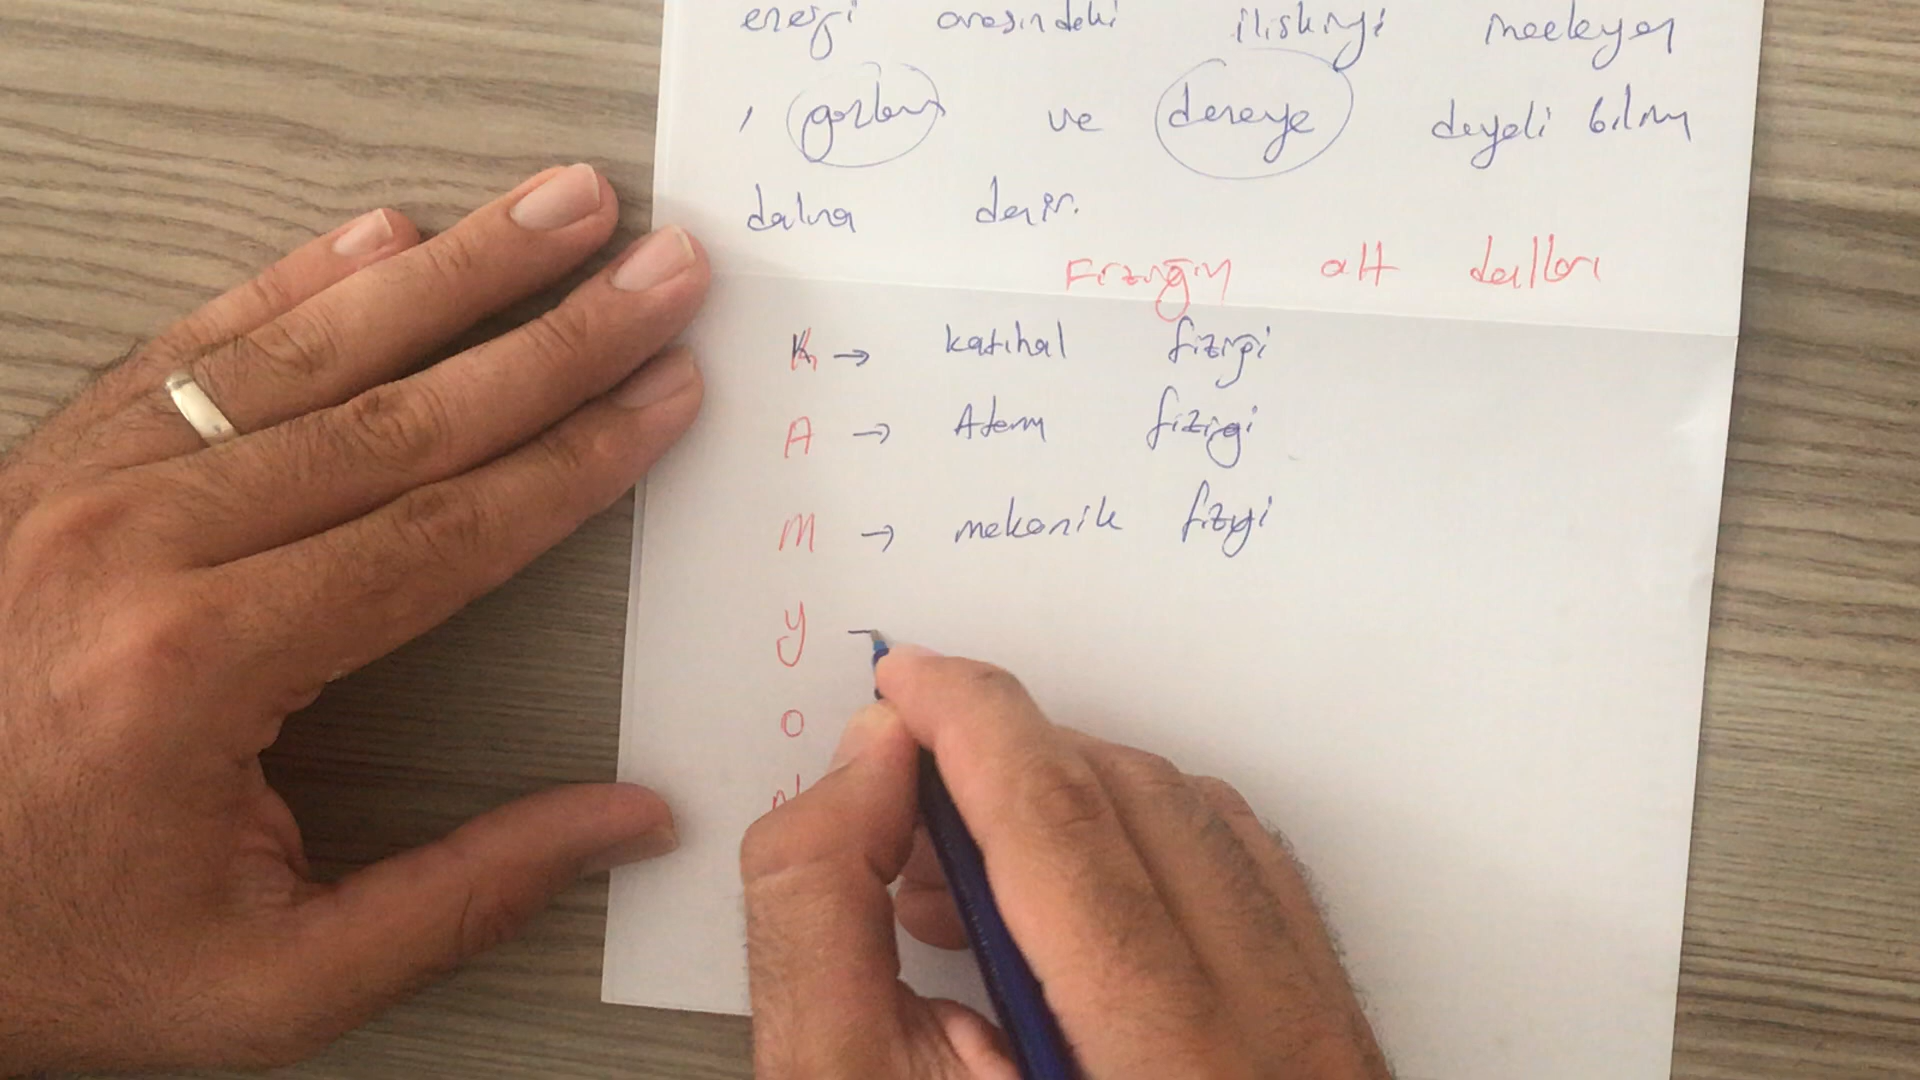 enerji arasındaki ilişkiyi inceleyen
, gözlem ve deneye dayalı bilim
dalına denir.
Fiziğin alt dalları
K → katıhal fiziği
A → Atom fiziği
M → mekanik fiziği
y –
O
N